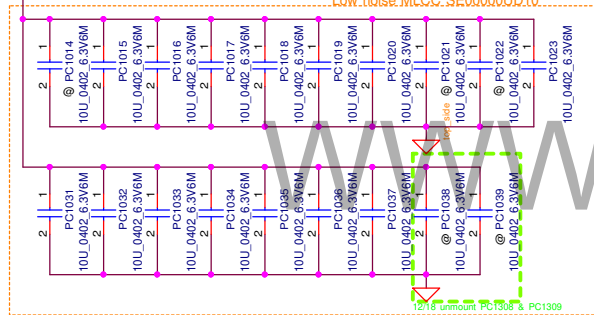 Low noise MLCC
1 2 @ PC1014 10U_0402_6.3V6M
1 2 PC1015 10U_0402_6.3V6M
1 2 PC1016 10U_0402_6.3V6M
1 2 PC1017 10U_0402_6.3V6M
1 2 PC1018 10U_0402_6.3V6M
1 2 PC1019 10U_0402_6.3V6M
1 2 PC1020 10U_0402_6.3V6M
1 2 @ PC1021 10U_0402_6.3V6M
1 2 @ PC1022 10U_0402_6.3V6M
1 2 PC1023 10U_0402_6.3V6M
top side
WWW
1 2 PC1031 10U_0402_6.3V6M
1 2 PC1032 10U_0402_6.3V6M
1 2 PC1033 10U_0402_6.3V6M
1 2 PC1034 10U_0402_6.3V6M
1 2 PC1035 10U_0402_6.3V6M
1 2 PC1036 10U_0402_6.3V6M
1 2 PC1037 10U_0402_6.3V6M
1 2 @ PC1038 10U_0402_6.3V6M
1 2 @ PC1039 10U_0402_6.3V6M
12/18 unmount PC1308 & PC1309